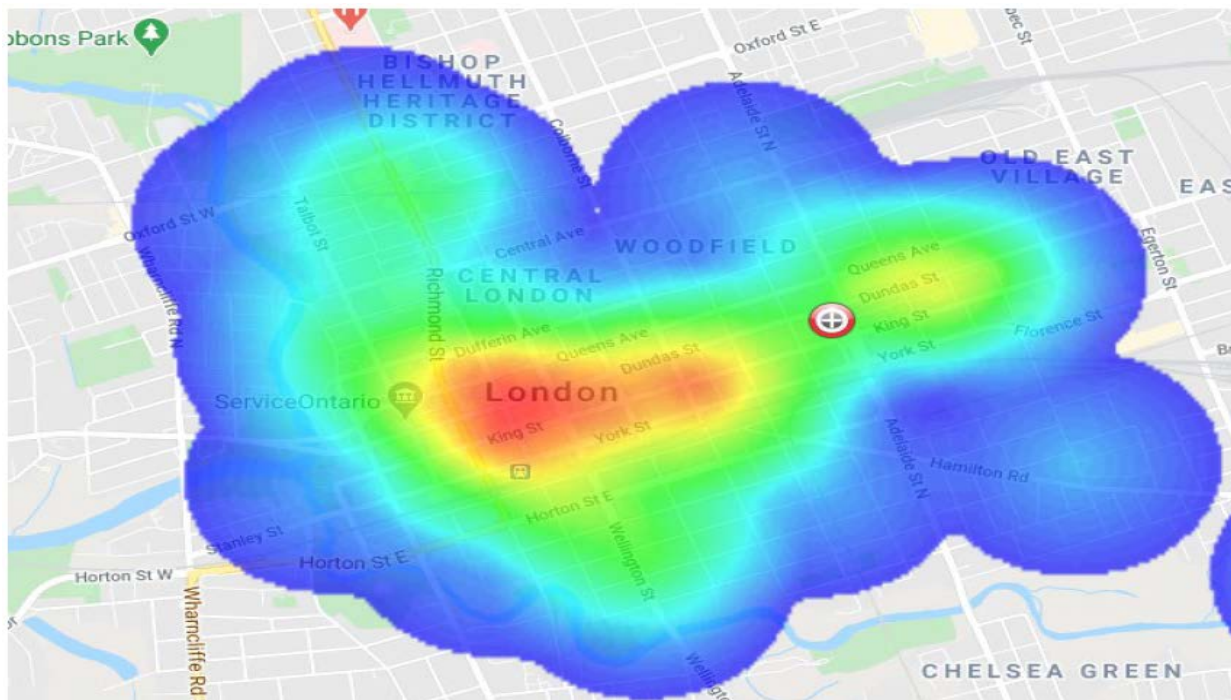 bbons Park
Oxford St E
bec St
BISHOP
HELLMUTH
HERITAGE
DISTRICT
Colborne St
Adelaide St N
OLD EAST
VILLAGE
EAS
Oxford St W
Talbot St
Central Ave
WOODFIELD
Queens Ave
Egerton St
Wharncliffe Rd N
Richmond St
CENTRAL
LONDON
Dundas St
King St
Florence St
Dufferin Ave
Queens Ave
Dundas St
York St
London
ServiceOntario
King St
York St
Adelaide St N
Hamilton Rd
Horton St E
Stanley St
Horton St E
Wellington St
Horton St W
Wharncliffe Rd
Wellington
CHELSEA GREEN